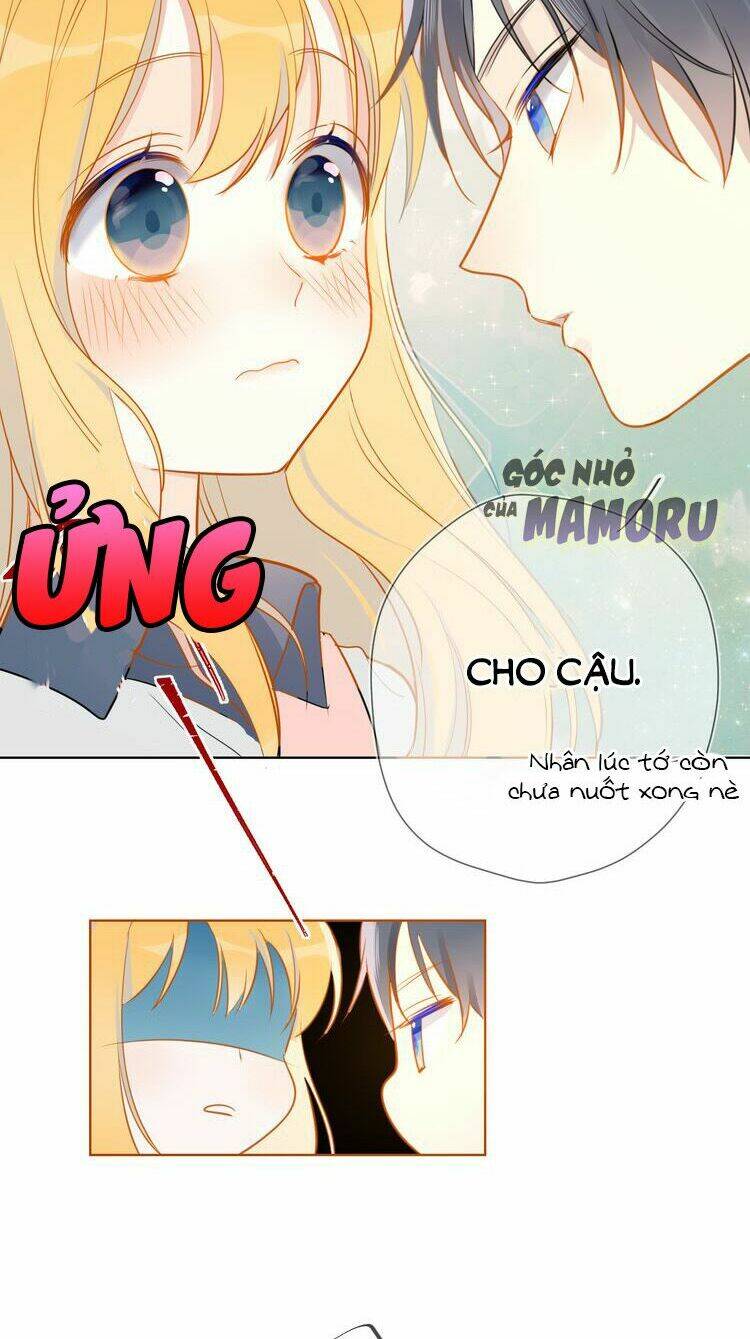 GÓC NHỎ
CỦA MAMORU
ỬNG
CHO CẬU.
Nhân lúc tớ còn
chưa nuốt xong nè